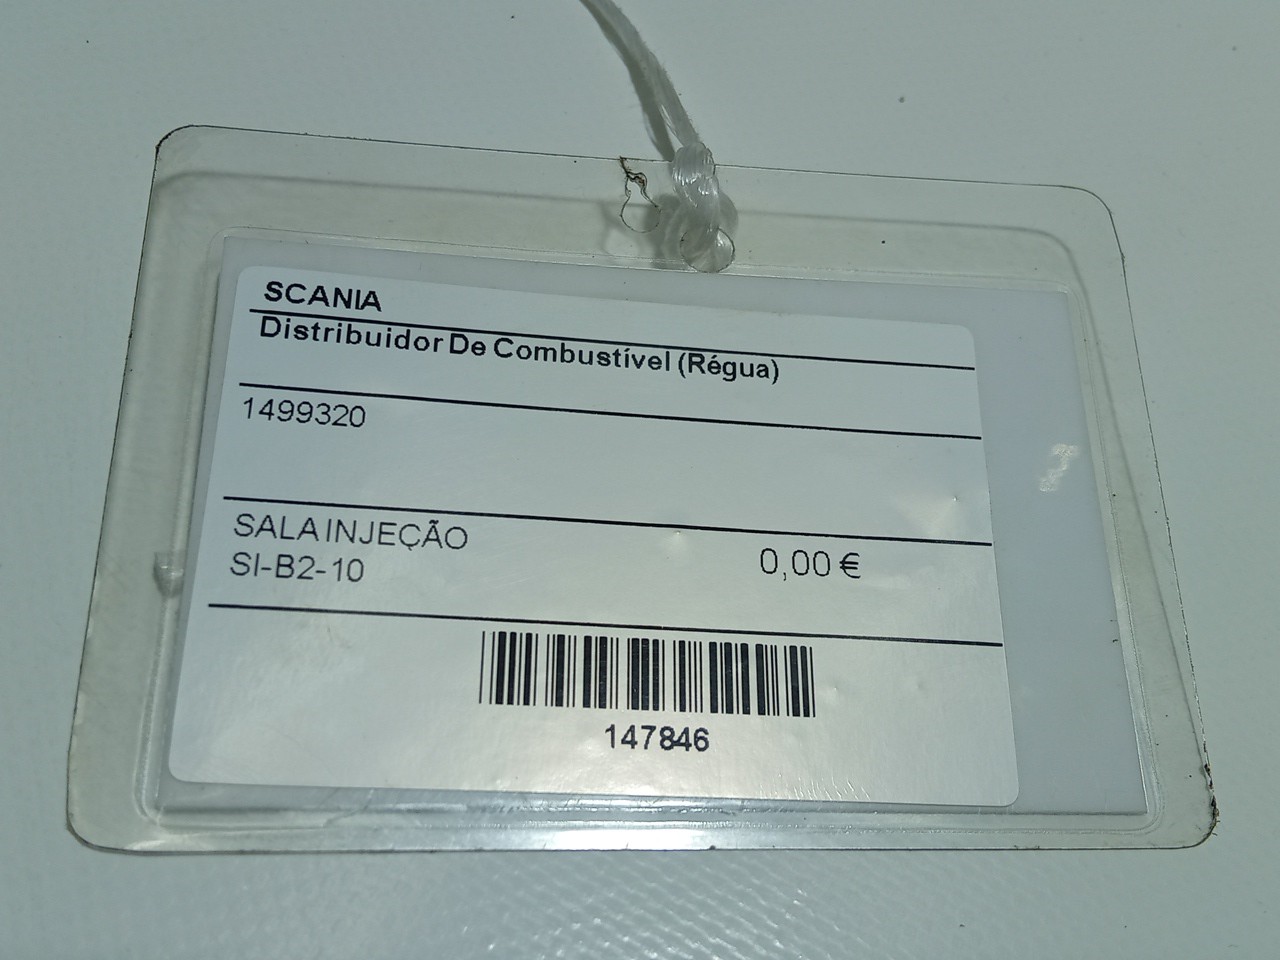 SCANIA
Distribuidor De Combustível (Régua)
1499320
SALA INJEÇÃO
SI-B2-10
0,00 €
147846